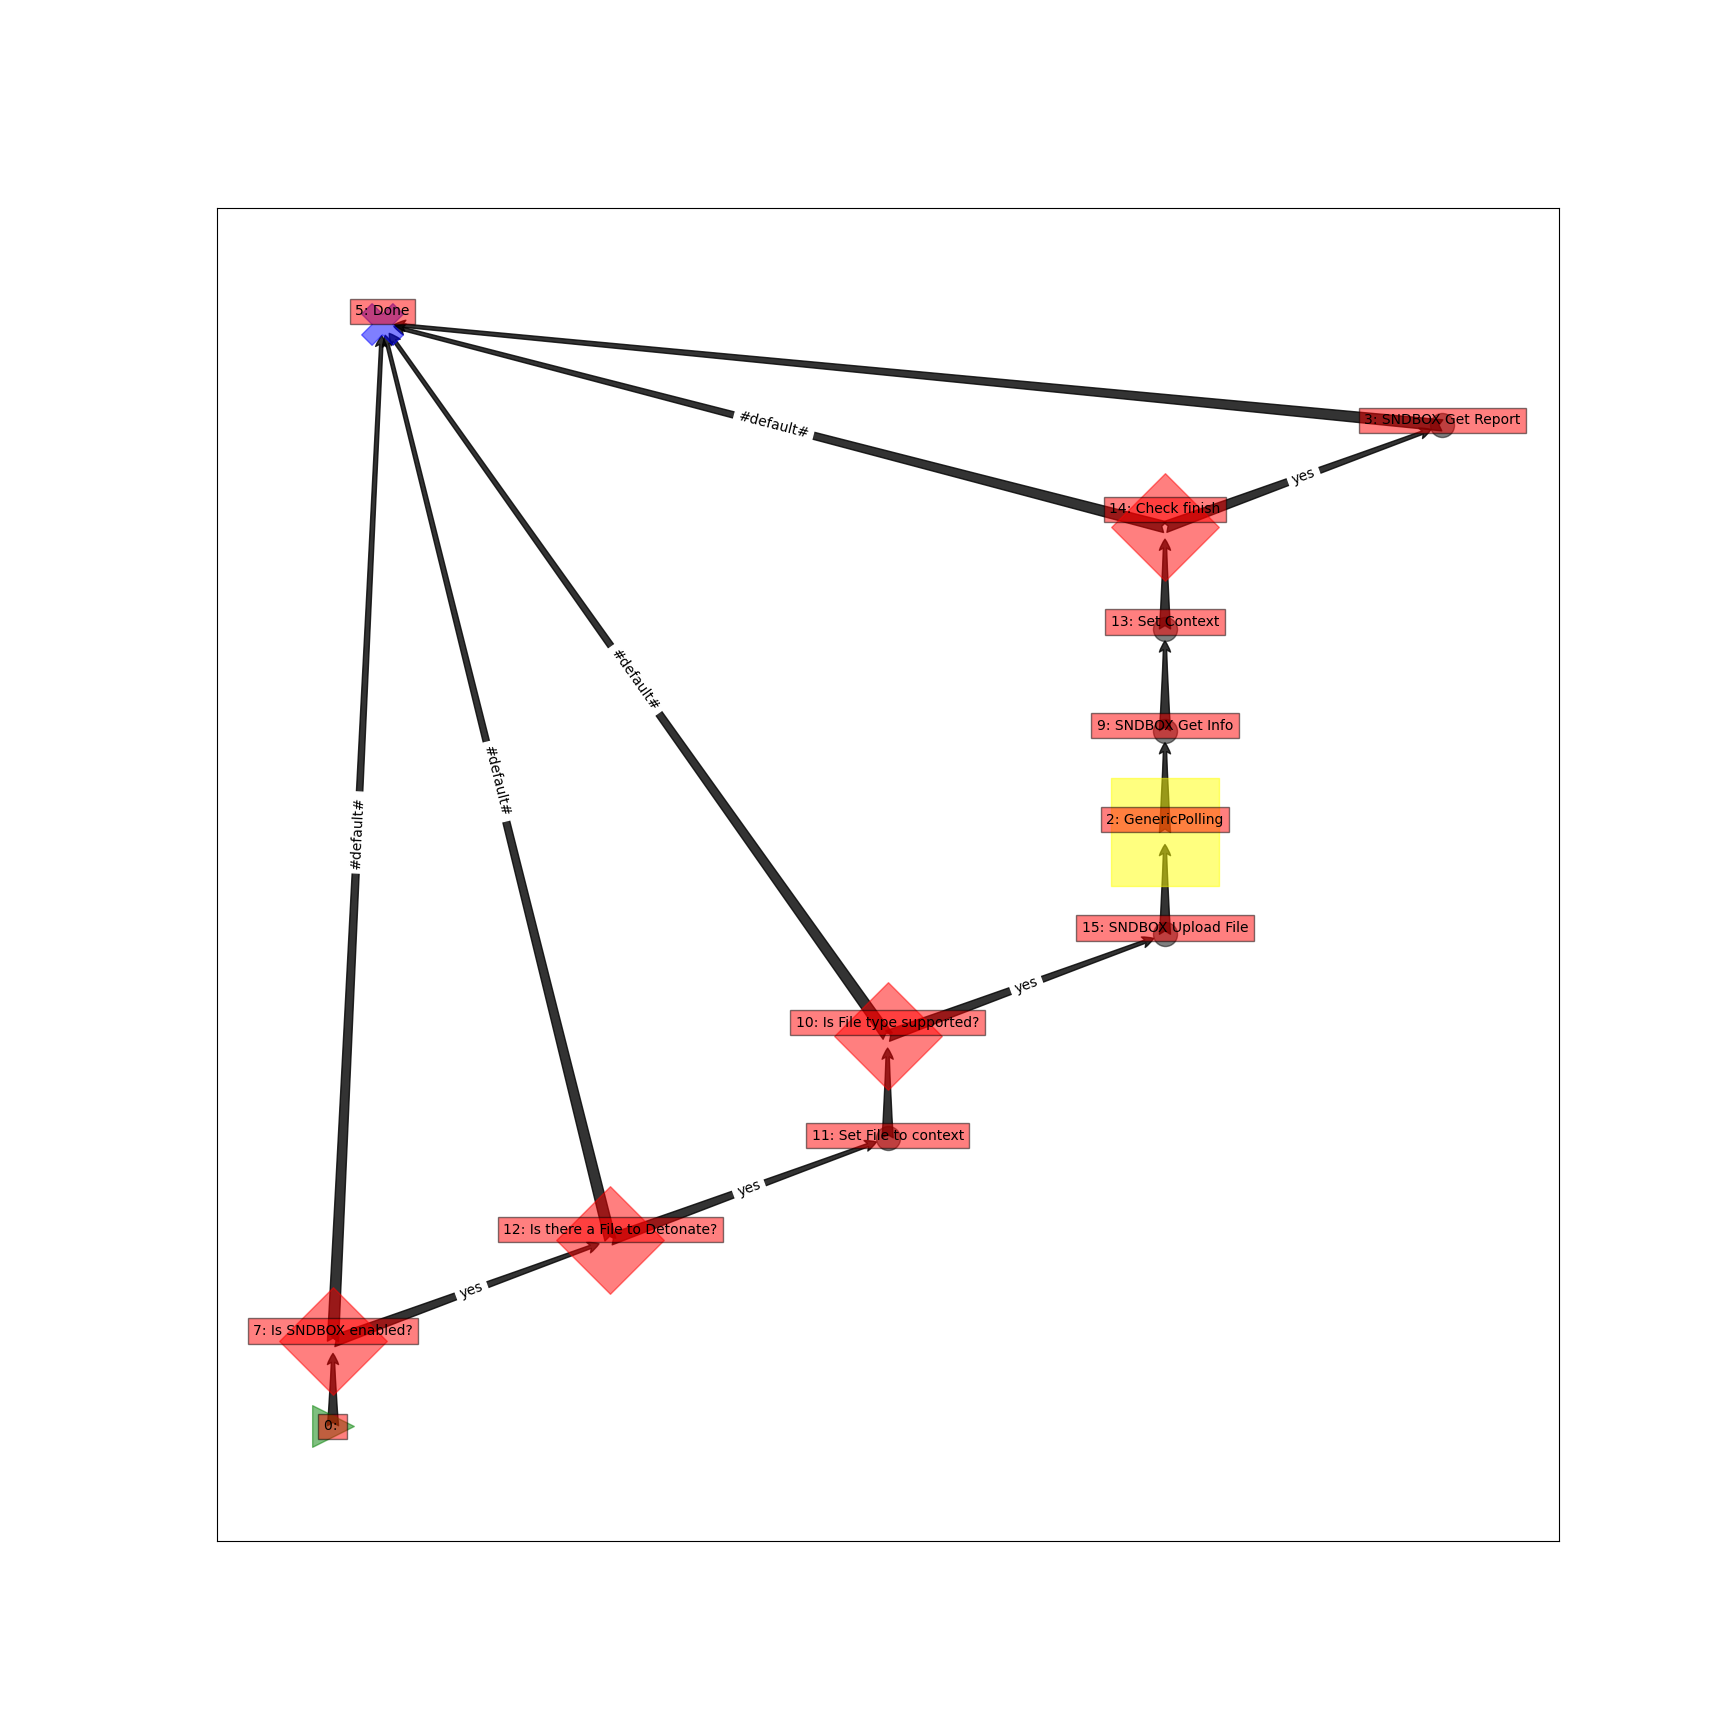 5: Done
#default#
3: SNDBOX Get Report
yes
14: Check finish
13: Set Context
#default#
9: SNDBOX Get Info
#default#
2: GenericPolling
#default#
15: SNDBOX Upload File
yes
10: Is File type supported?
11: Set File to context
yes
12: Is there a File to Detonate?
yes
7: Is SNDBOX enabled?
0: